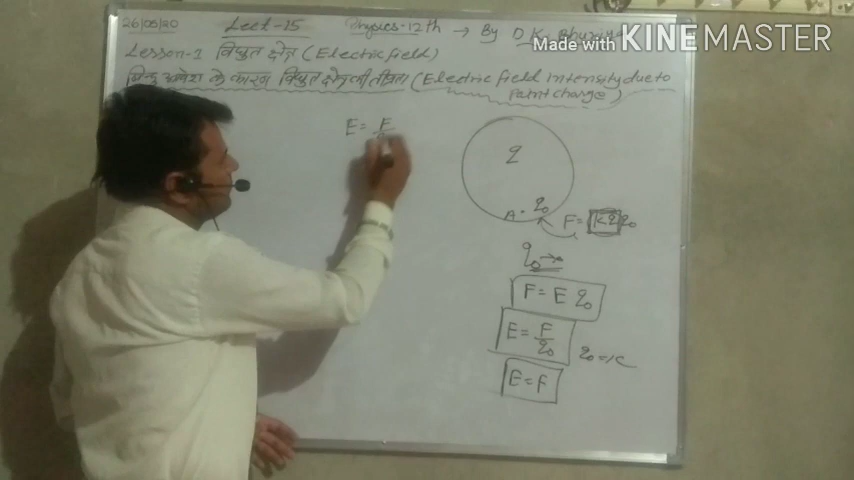 26/05/20 Lect-15 Physics-12th → By D.K.
Made with KINEMASTER
Lesson-1 विद्युत क्षेत्र (Electric field)
बिन्दु आवेश के कारण विद्युत क्षेत्र की तीव्रता (Electric field intensity due to
Point charge)
E = F
q
A. q₀
F = Kqq₀
q₀ →
F = E q₀
E = F/q₀
q₀ = 1C
E = F